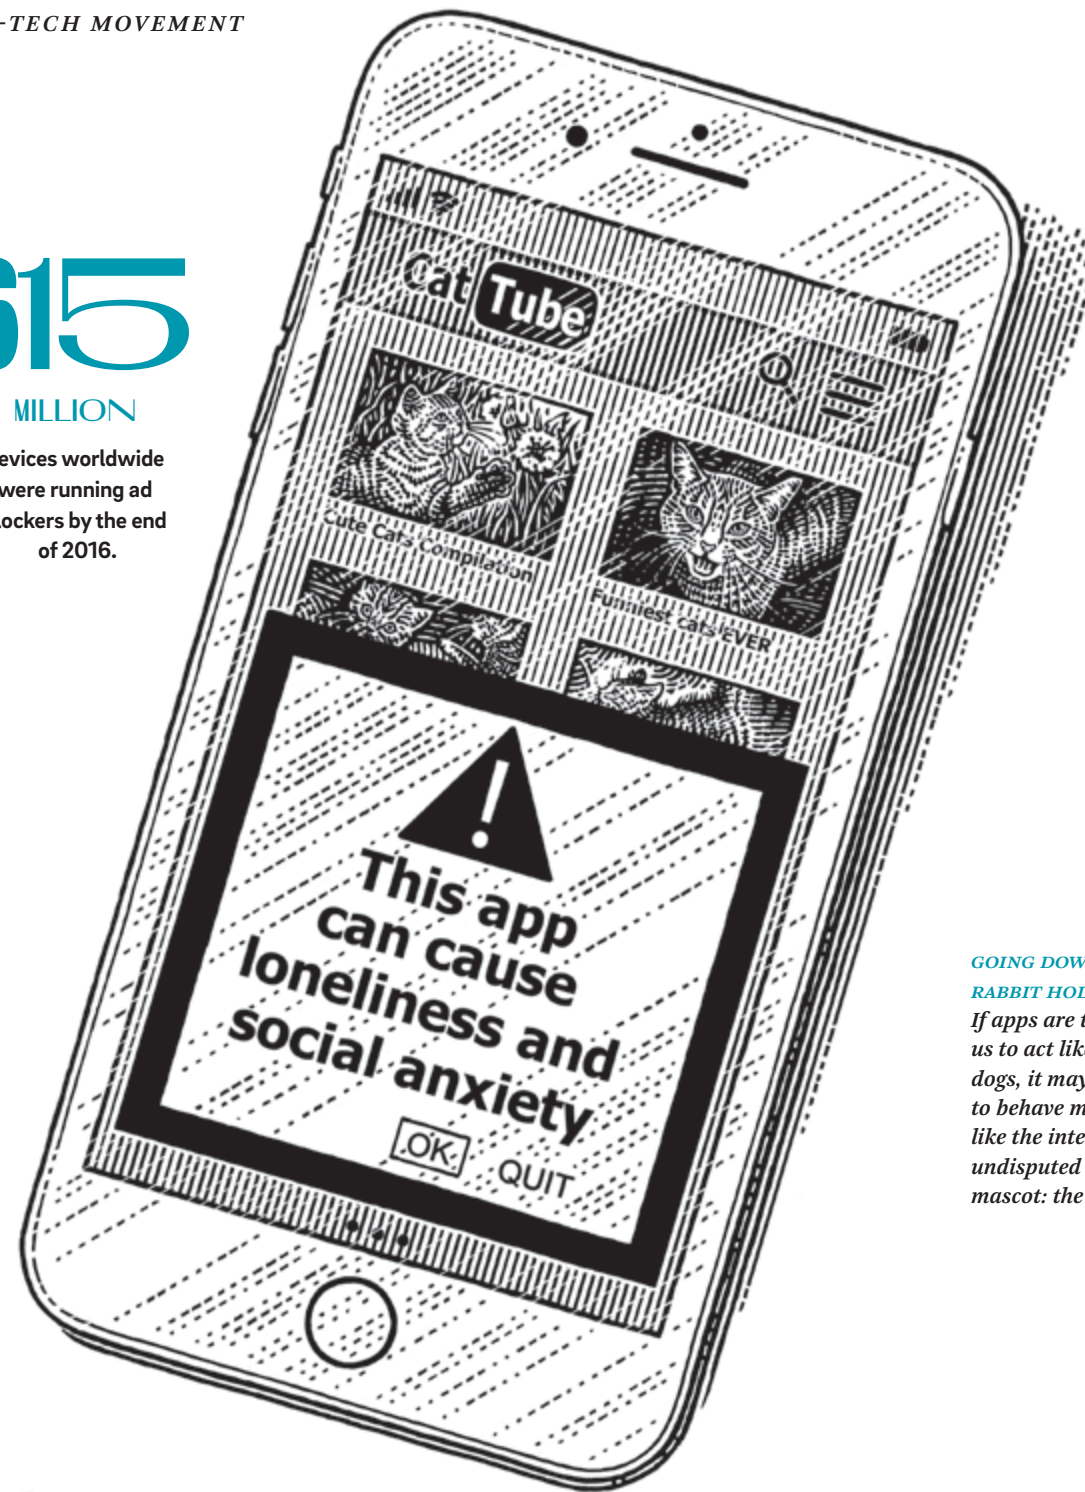 -TECH MOVEMENT
615
MILLION
evices worldwide
were running ad
lockers by the end
of 2016.
Cat Tube
Cute Cats Compilation
Funniest cats EVER
!
This app
can cause
loneliness and
social anxiety
OK QUIT
GOING DOW
RABBIT HOL
If apps are t
us to act lik
dogs, it may
to behave m
like the inte
undisputed
mascot: the